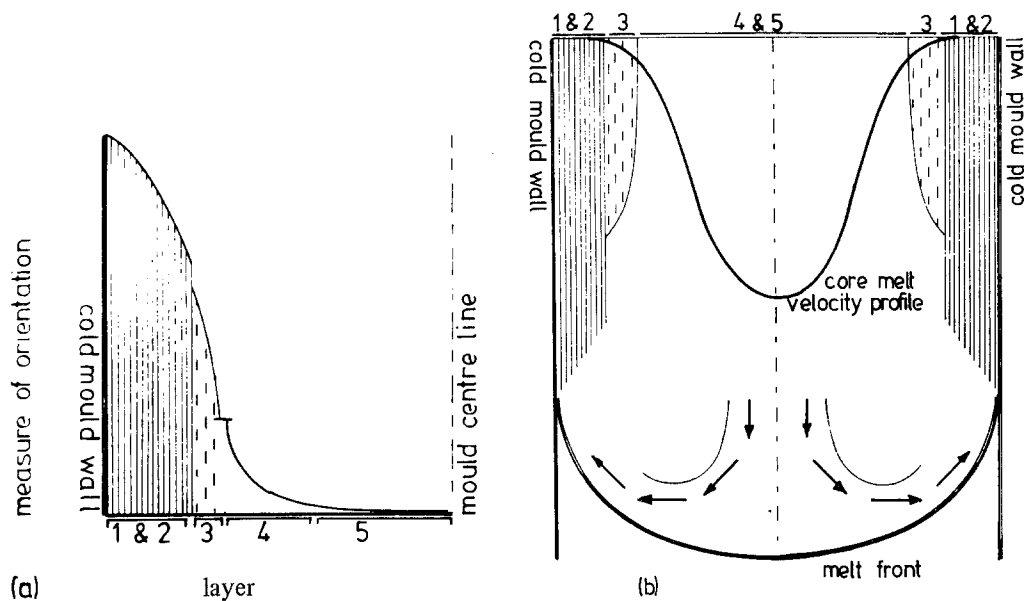 measure of orientation
cold mould wall
mould centre line
1 & 2
3
4
5
(a)
layer
1 & 2
3
4 & 5
3
1 &2
cold mould wall
cold mould wall
core melt
velocity profile
melt front
(b)